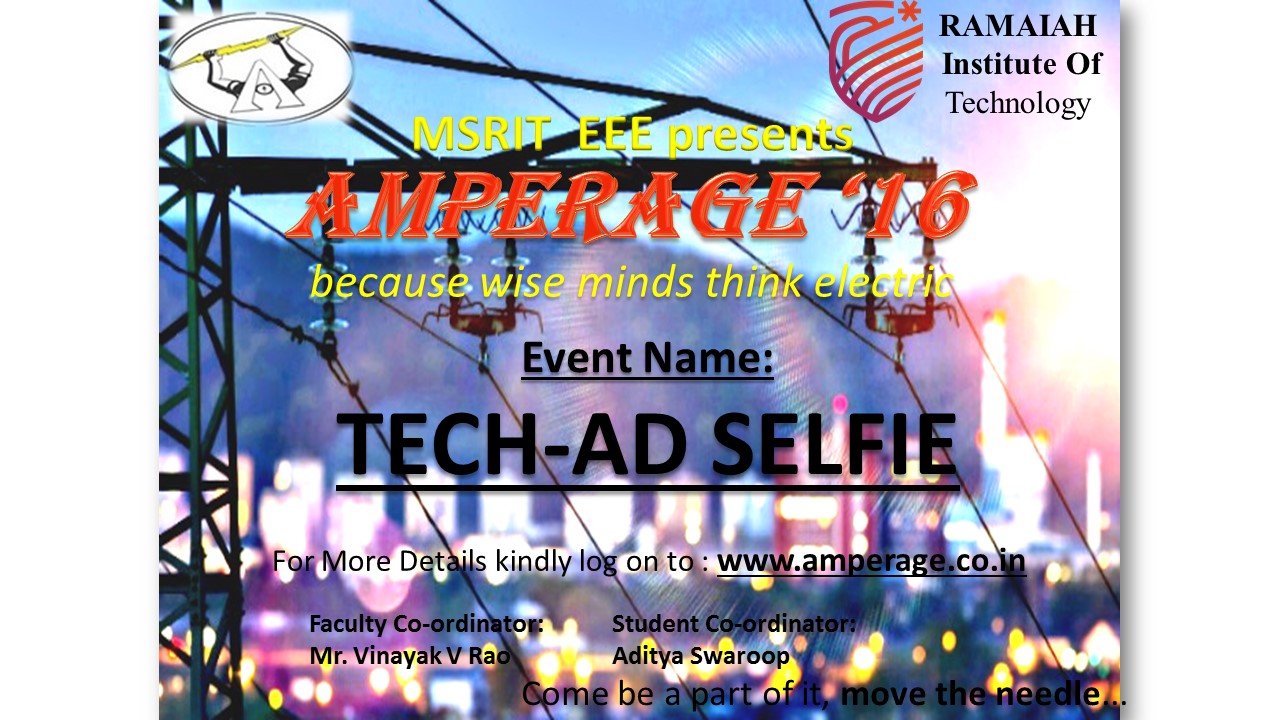 RAMAIAH
Institute Of
Technology
A
MSRIT EEE presents
AMPERAGE ‘16
because wise minds think electric
Event Name:
TECH-AD SELFIE
For More Details kindly log on to : www.amperage.co.in
Faculty Co-ordinator: Student Co-ordinator:
Mr. Vinayak V Rao Aditya Swaroop
Come be a part of it, move the needle...